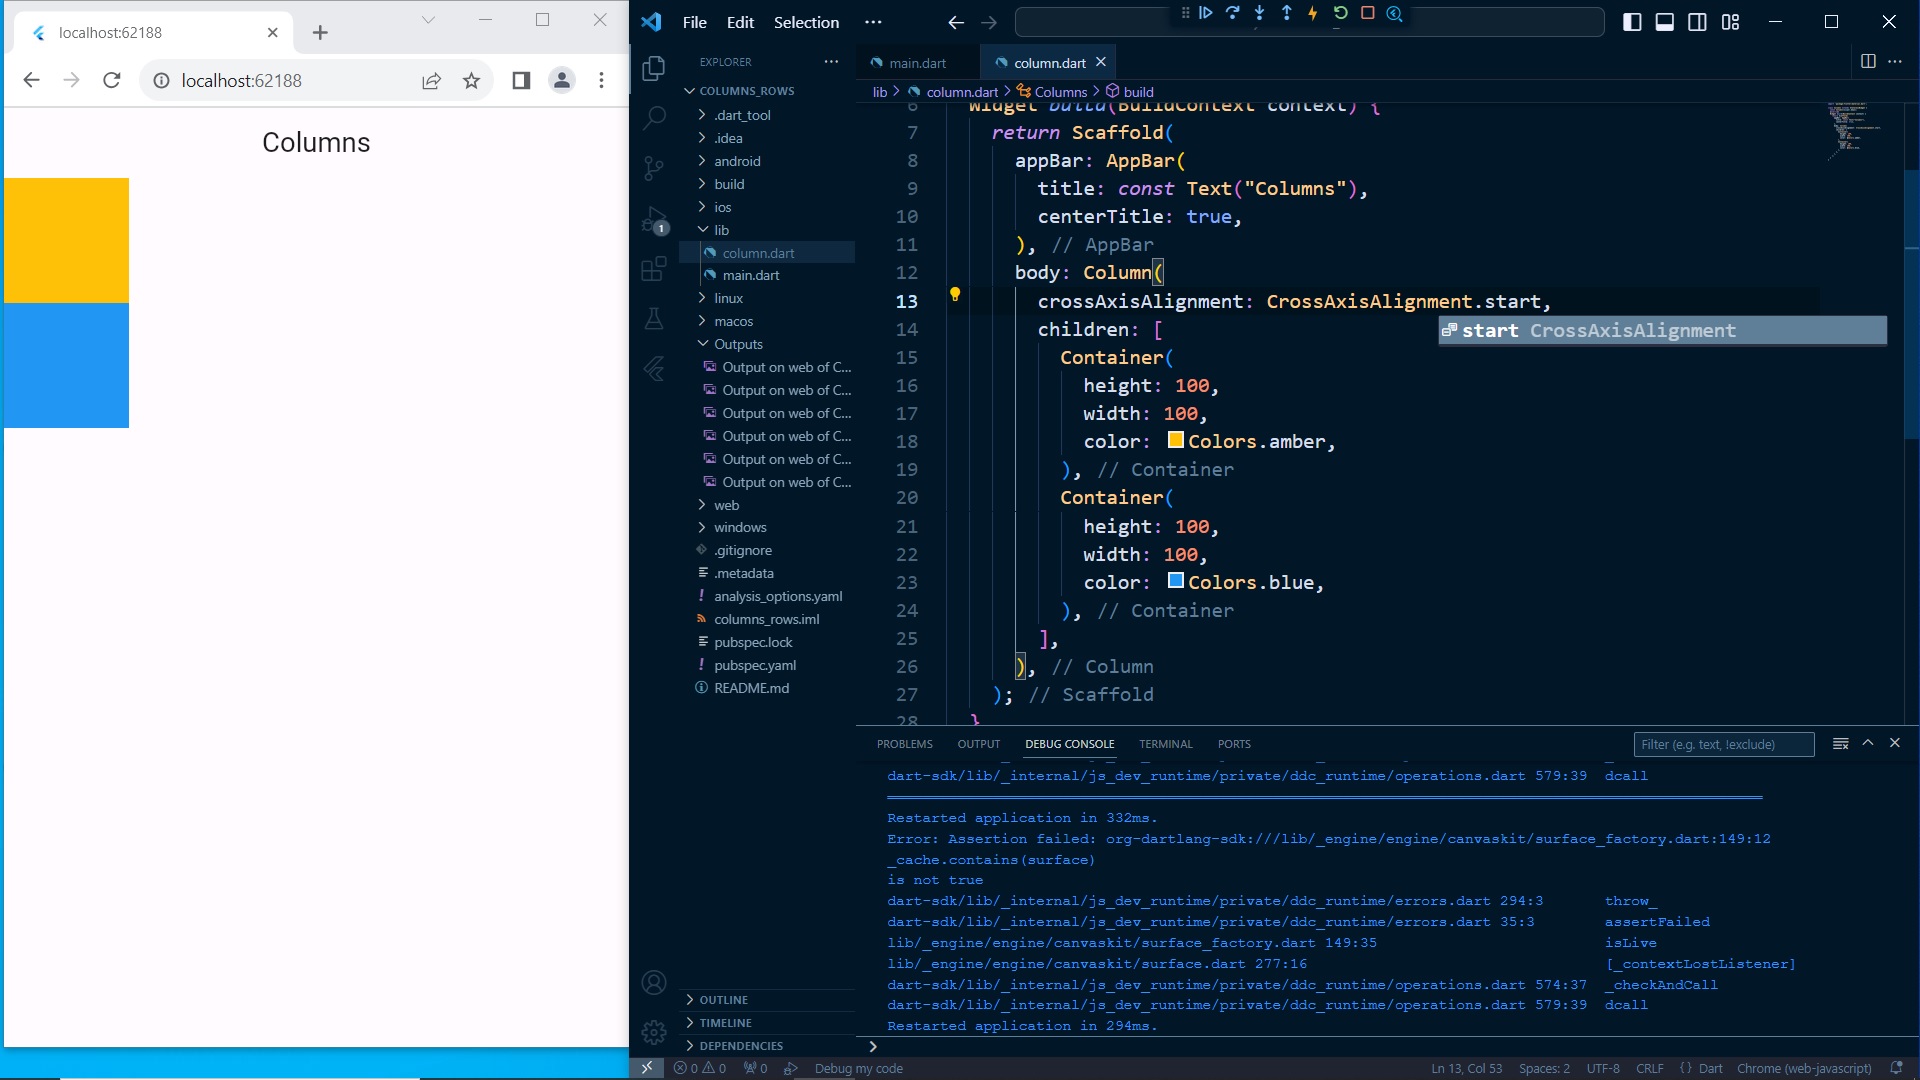 localhost:62188
localhost:62188
Columns
File Edit Selection ···
EXPLORER
COLUMNS_ROWS
.dart_tool
.idea
android
build
ios
lib
column.dart
main.dart
linux
macos
Outputs
Output on web of C...
Output on web of C...
Output on web of C...
Output on web of C...
Output on web of C...
Output on web of C...
web
windows
.gitignore
.metadata
analysis_options.yaml
columns_rows.iml
pubspec.lock
pubspec.yaml
README.md
OUTLINE
TIMELINE
DEPENDENCIES
1
main.dart
column.dart
lib > column.dart > Columns > build
6 Widget build(BuildContext context) {
7 return Scaffold(
8 appBar: AppBar(
9 title: const Text("Columns"),
10 centerTitle: true,
11 ), // AppBar
12 body: Column(
13 crossAxisAlignment: CrossAxisAlignment.start,
start CrossAxisAlignment
14 children: [
15 Container(
16 height: 100,
17 width: 100,
18 color: Colors.amber,
19 ), // Container
20 Container(
21 height: 100,
22 width: 100,
23 color: Colors.blue,
24 ), // Container
25 ],
26 ), // Column
27 ); // Scaffold
28 }
PROBLEMS OUTPUT DEBUG CONSOLE TERMINAL PORTS
Filter (e.g. text, !exclude)
dart-sdk/lib/_internal/js_dev_runtime/private/ddc_runtime/operations.dart 579:39 dcall
Restarted application in 332ms.
Error: Assertion failed: org-dartlang-sdk:///lib/_engine/engine/canvaskit/surface_factory.dart:149:12
_cache.contains(surface)
is not true
dart-sdk/lib/_internal/js_dev_runtime/private/ddc_runtime/errors.dart 294:3 throw_
dart-sdk/lib/_internal/js_dev_runtime/private/ddc_runtime/errors.dart 35:3 assertFailed
lib/_engine/engine/canvaskit/surface_factory.dart 149:35 isLive
lib/_engine/engine/canvaskit/surface.dart 277:16 [_contextLostListener]
dart-sdk/lib/_internal/js_dev_runtime/private/ddc_runtime/operations.dart 574:37 _checkAndCall
dart-sdk/lib/_internal/js_dev_runtime/private/ddc_runtime/operations.dart 579:39 dcall
Restarted application in 294ms.
0 0 0 Debug my code
Ln 13, Col 53 Spaces: 2 UTF-8 CRLF { } Dart Chrome (web-javascript)